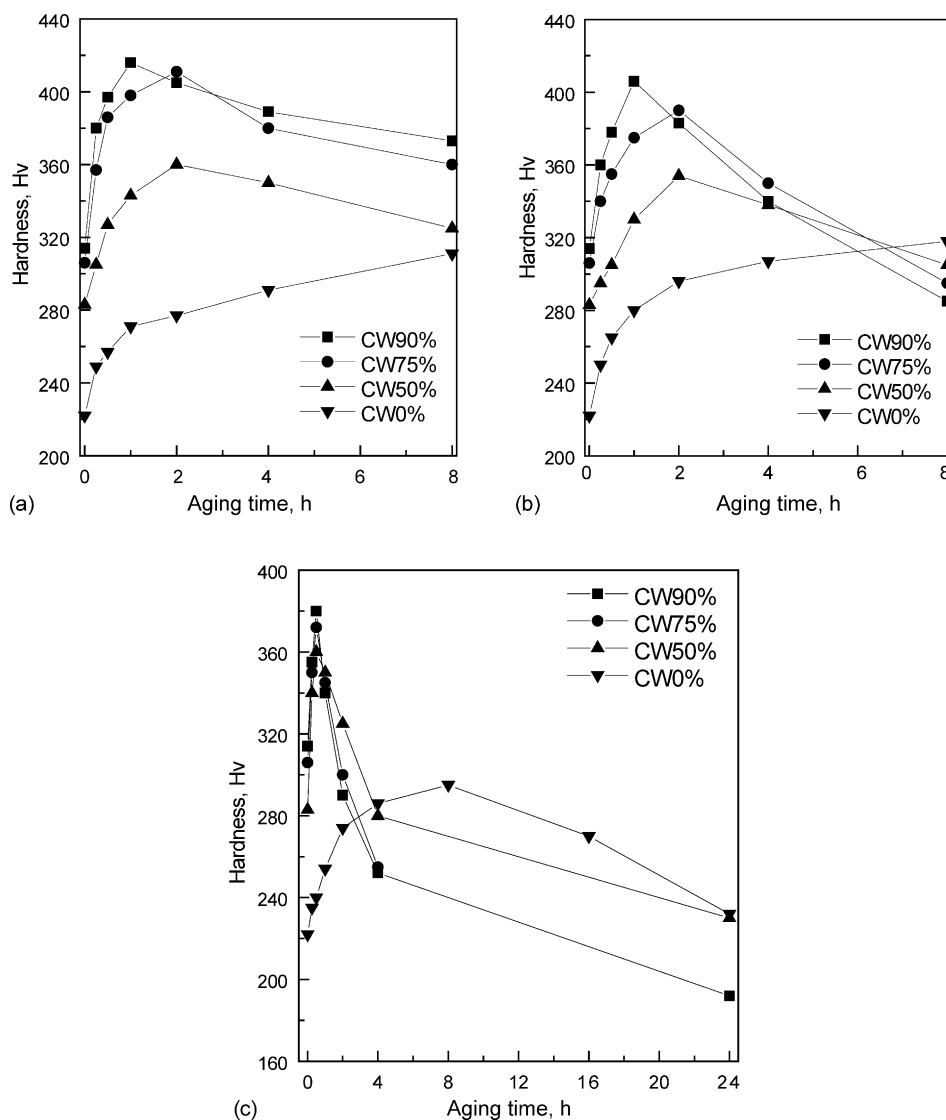 440
400
360
320
280
240
200
Hardness, Hv
CW90%
CW75%
CW50%
CW0%
0 2 4 6 8
(a) Aging time, h
440
400
360
320
280
240
200
Hardness, Hv
CW90%
CW75%
CW50%
CW0%
0 2 4 6 8
(b) Aging time, h
400
360
320
280
240
200
160
Hardness, Hv
CW90%
CW75%
CW50%
CW0%
0 4 8 12 16 20 24
(c) Aging time, h